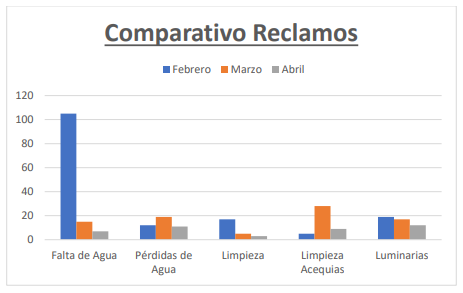 Comparativo Reclamos
Febrero Marzo Abril
120
100
80
60
40
20
0
Falta de Agua Pérdidas de Agua Limpieza Limpieza Acequias Luminarias